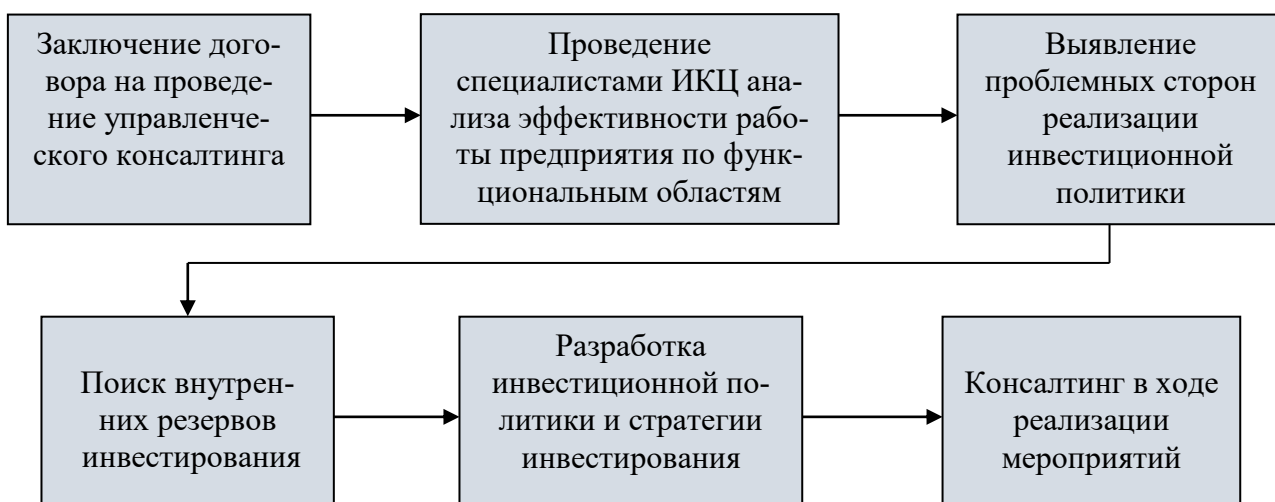 Заключение дого-
вора на проведе-
ние управленче-
ского консалтинга
Проведение
специалистами ИКЦ ана-
лиза эффективности рабо-
ты предприятия по функ-
циональным областям
Выявление
проблемных сторон
реализации
инвестиционной
политики
Поиск внутрен-
них резервов
инвестирования
Разработка
инвестиционной по-
литики и стратегии
инвестирования
Консалтинг в ходе
реализации
мероприятий